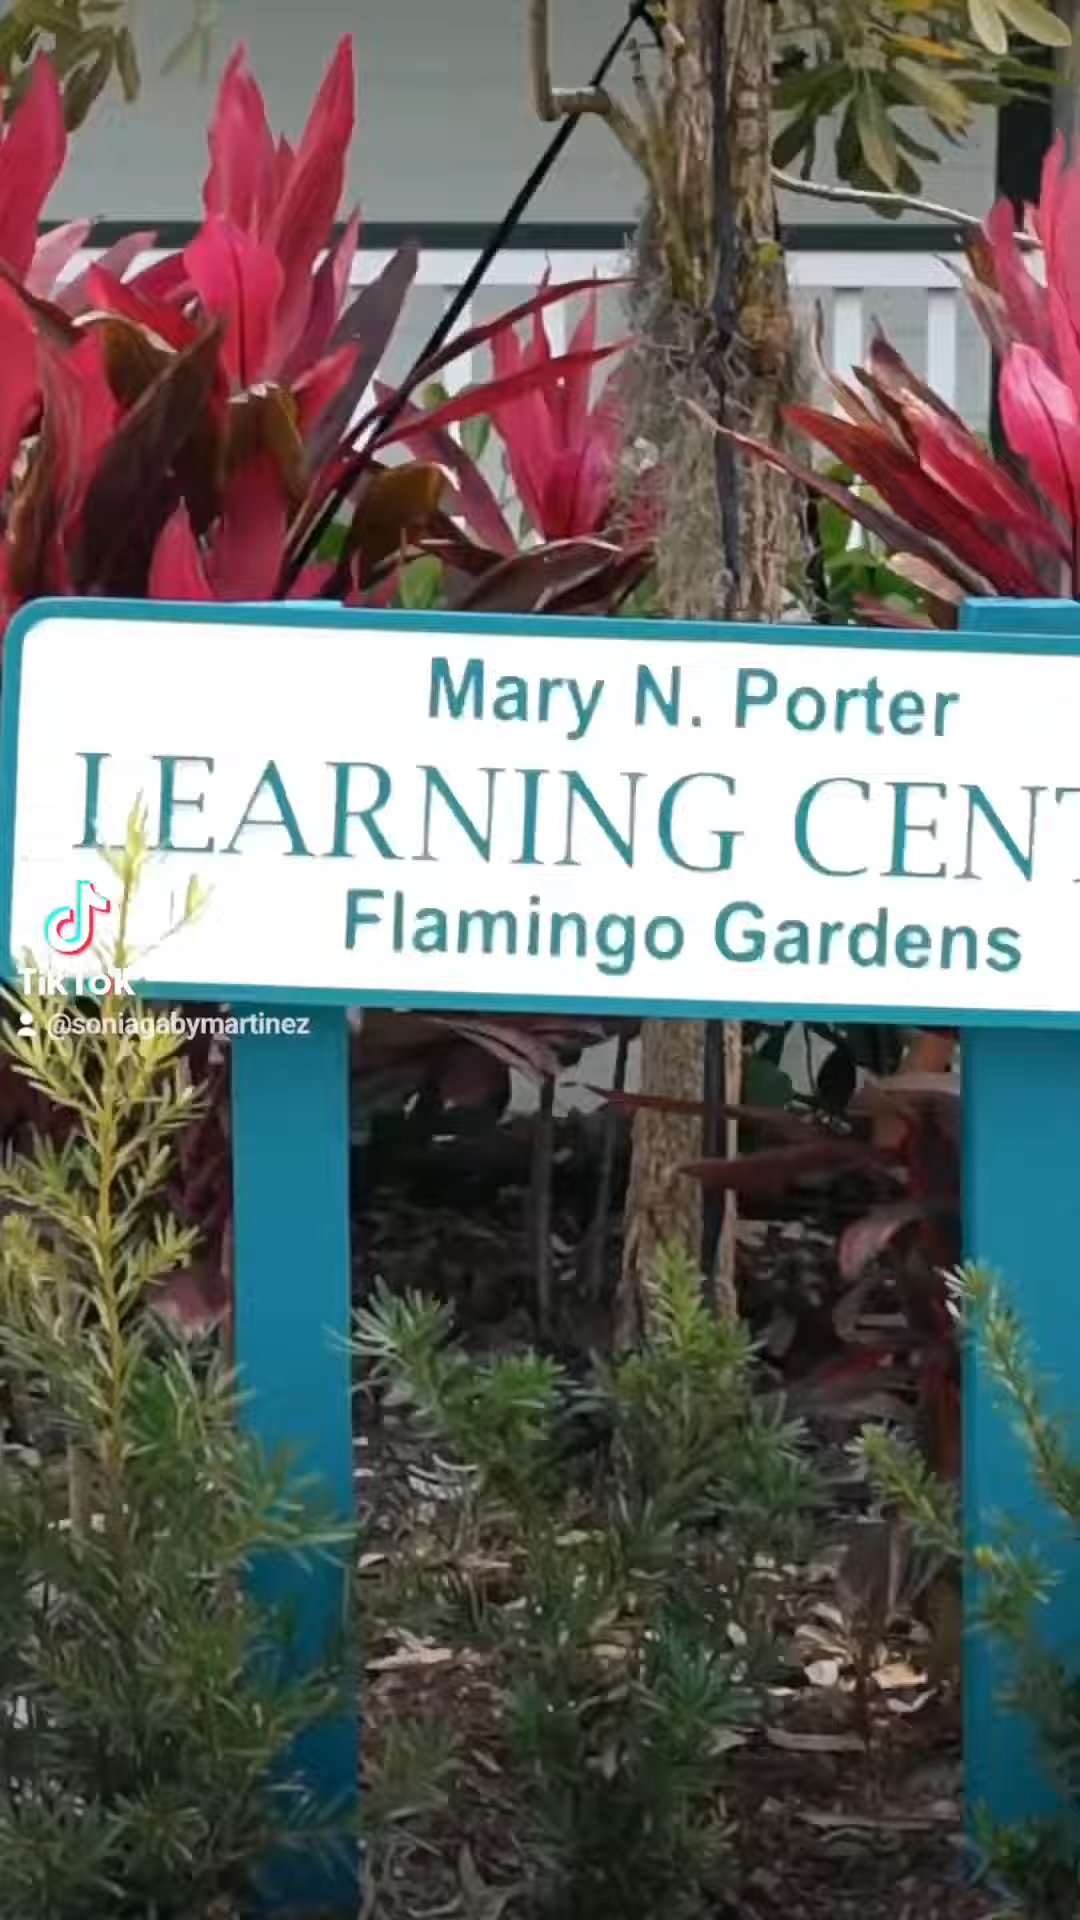 Mary N. Porter
LEARNING CENT
Flamingo Gardens
TikTok
@soniagabymartinez